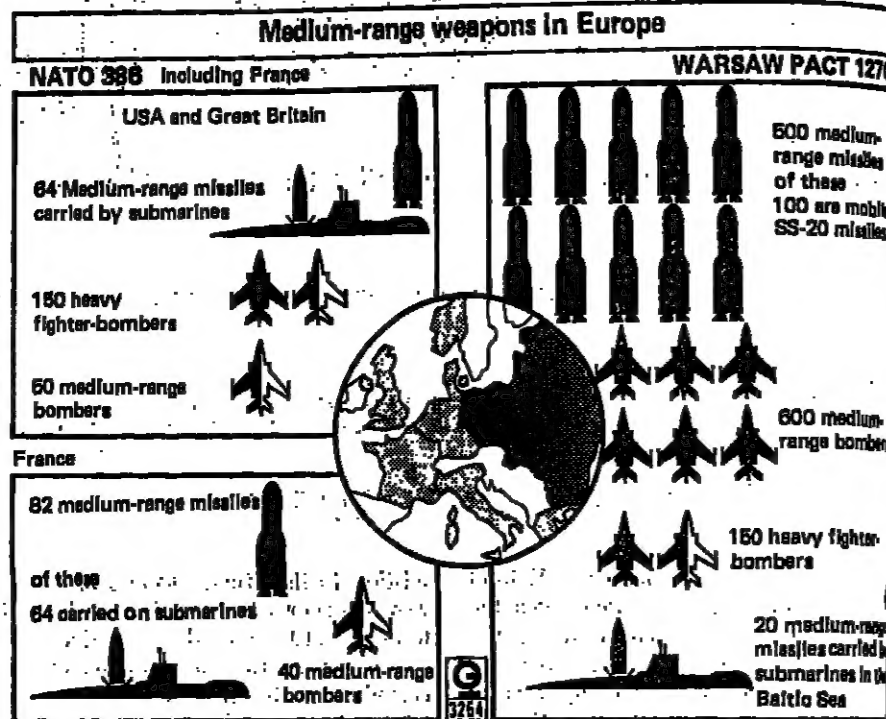 Medium-range weapons in Europe
NATO 386 Including France
USA and Great Britain
64 Medium-range missiles
carried by submarines
150 heavy
fighter-bombers
50 medium-range
bombers
France
82 medium-range missiles
of these
64 carried on submarines
40 medium-range
bombers
3264
WARSAW PACT 1270
600 medium-
range missiles
of these
100 are mobile
SS-20 missiles
600 medium-
range bombers
150 heavy fighter-
bombers
20 medium-range
missiles carried
submarines in
Baltic Sea